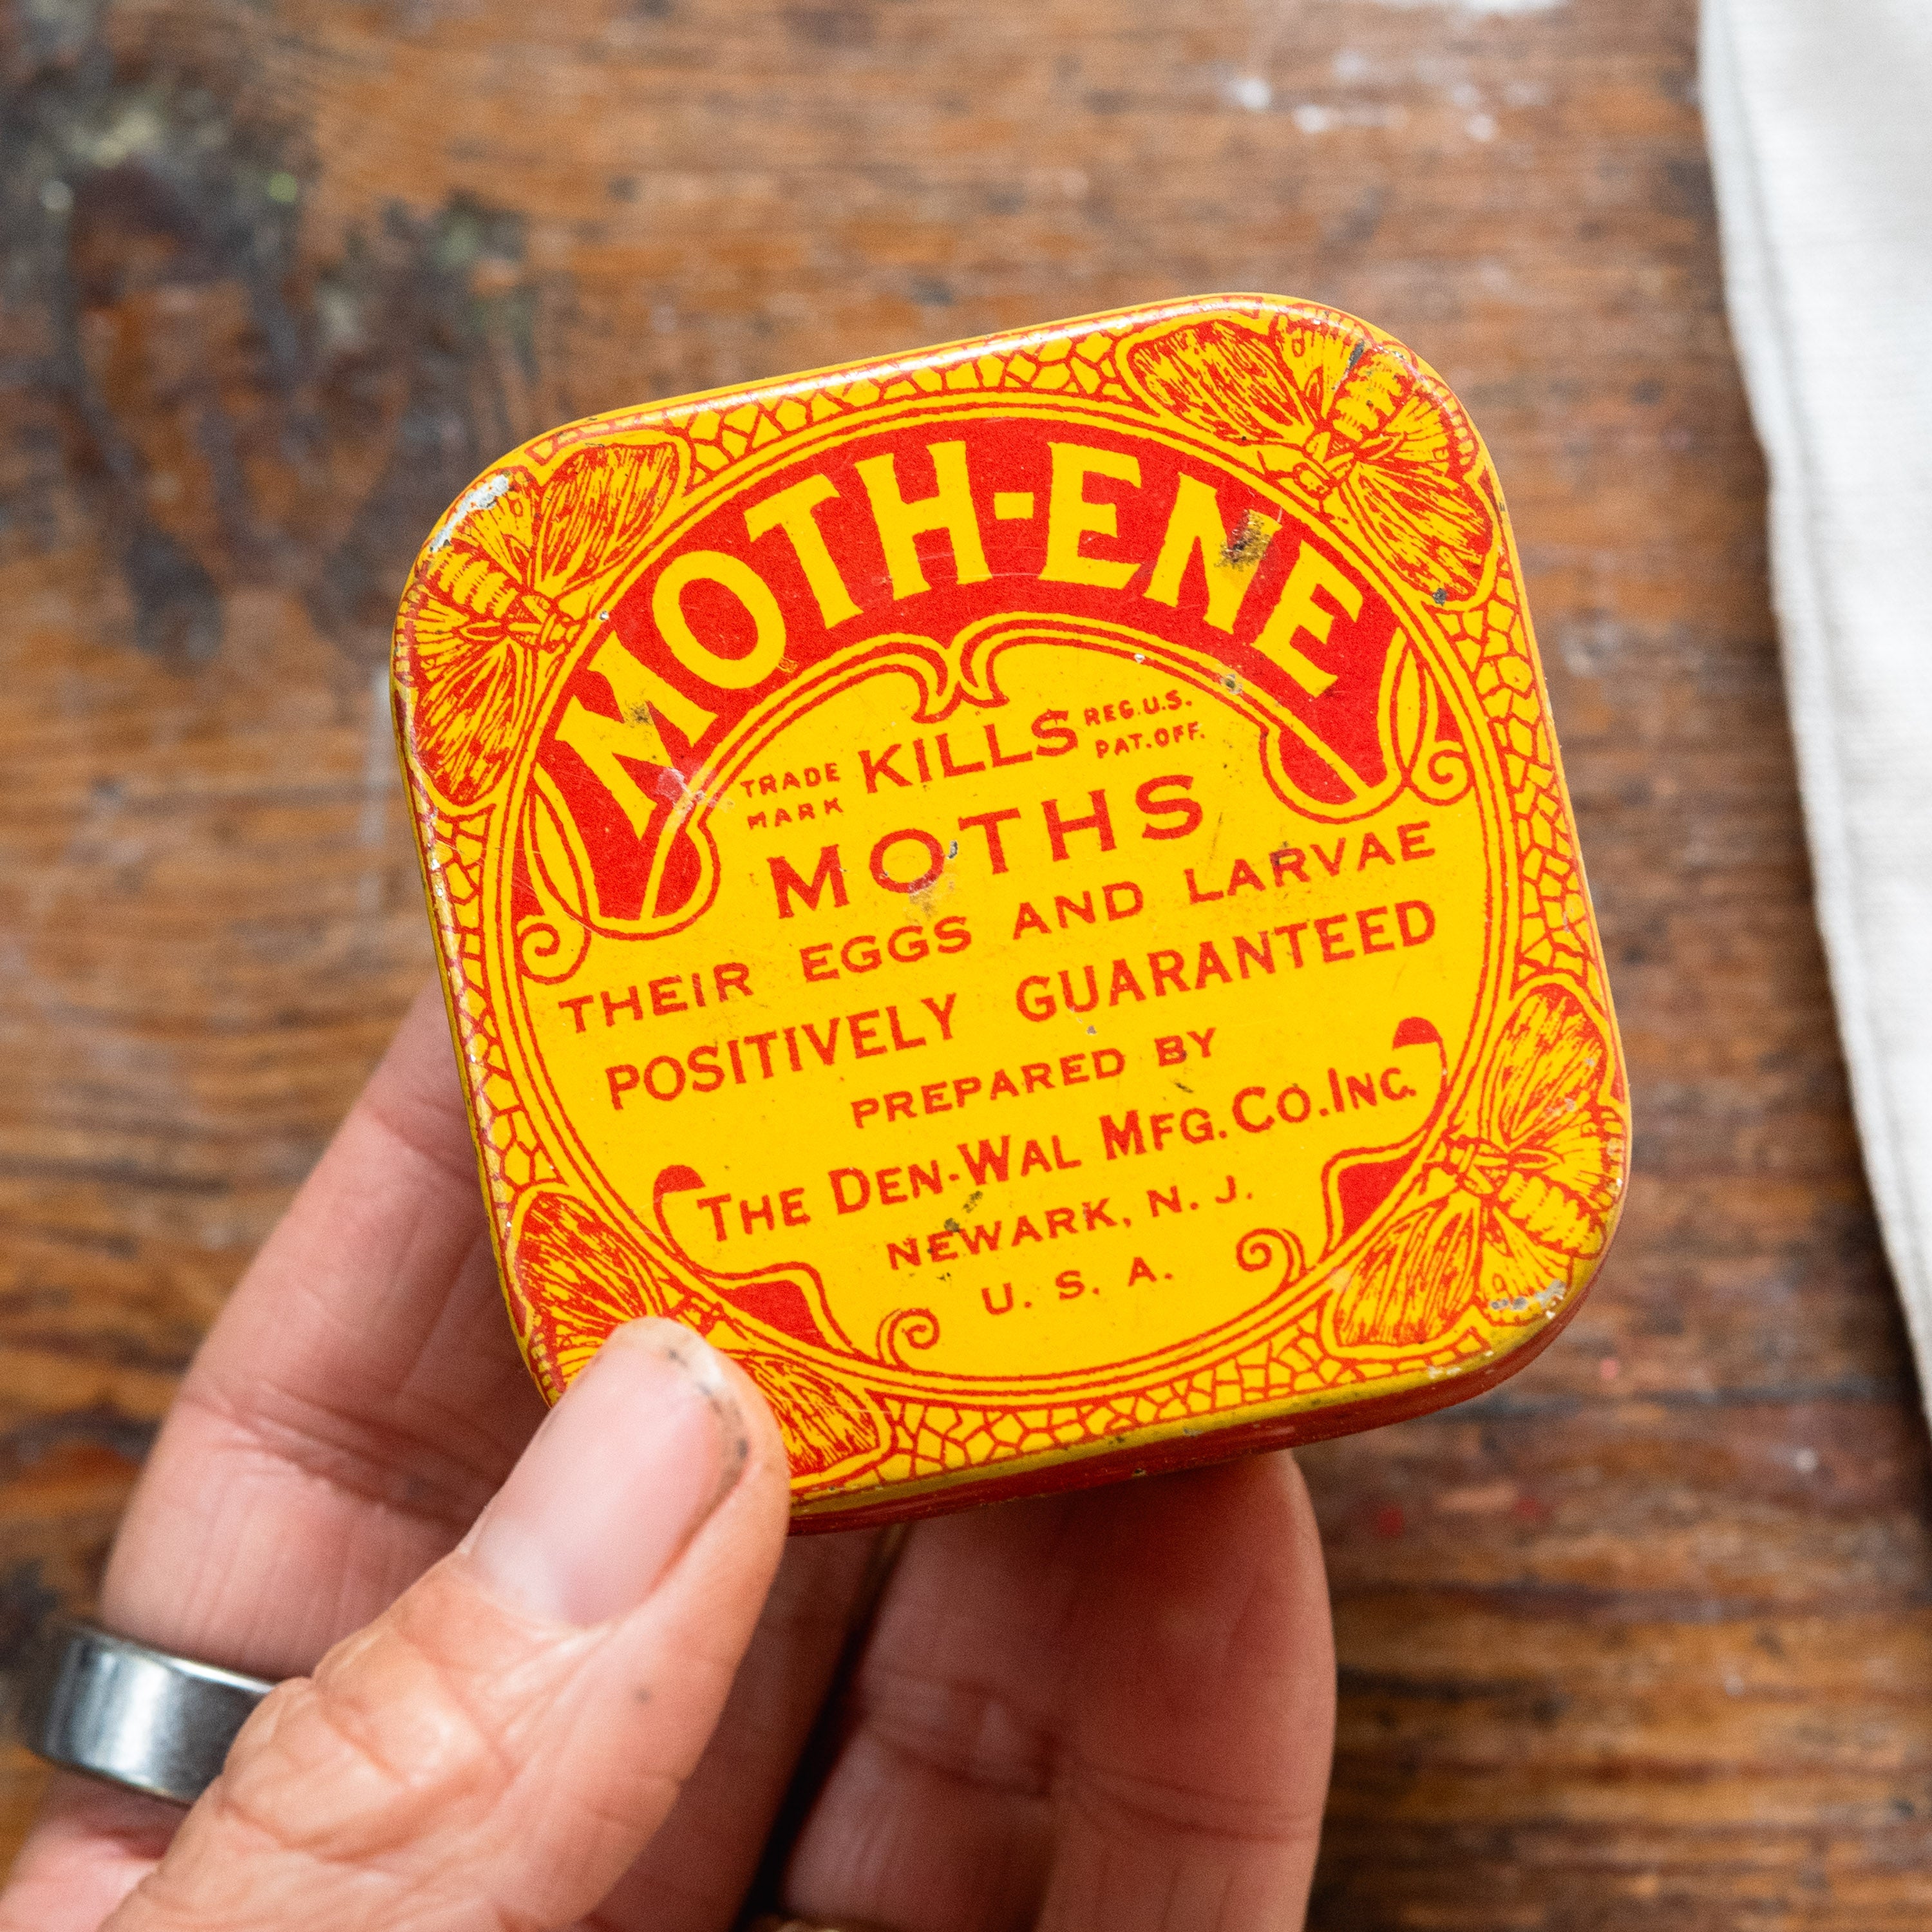 MOTH-ENE
TRADE MARK KILLS REG.U.S. PAT.OFF.
MOTHS
THEIR EGGS AND LARVAE
POSITIVELY GUARANTEED
PREPARED BY
THE DEN-WAL MFG.CO.INC.
NEWARK, N. J.
U. S. A.